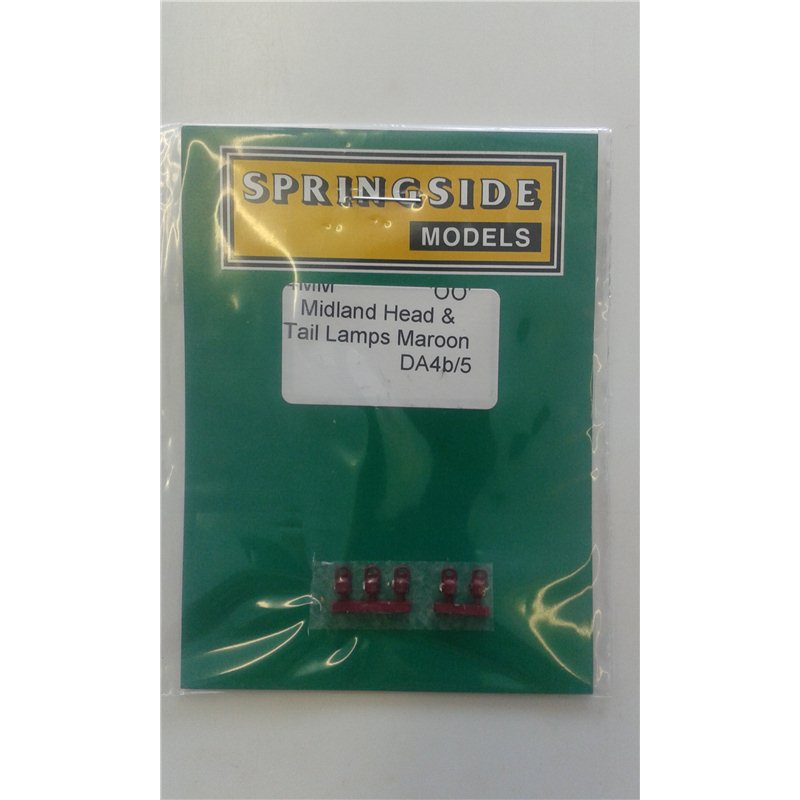 SPRINGSIDE
MODELS
4MM 'OO'
Midland Head &
Tail Lamps Maroon
DA4b/5